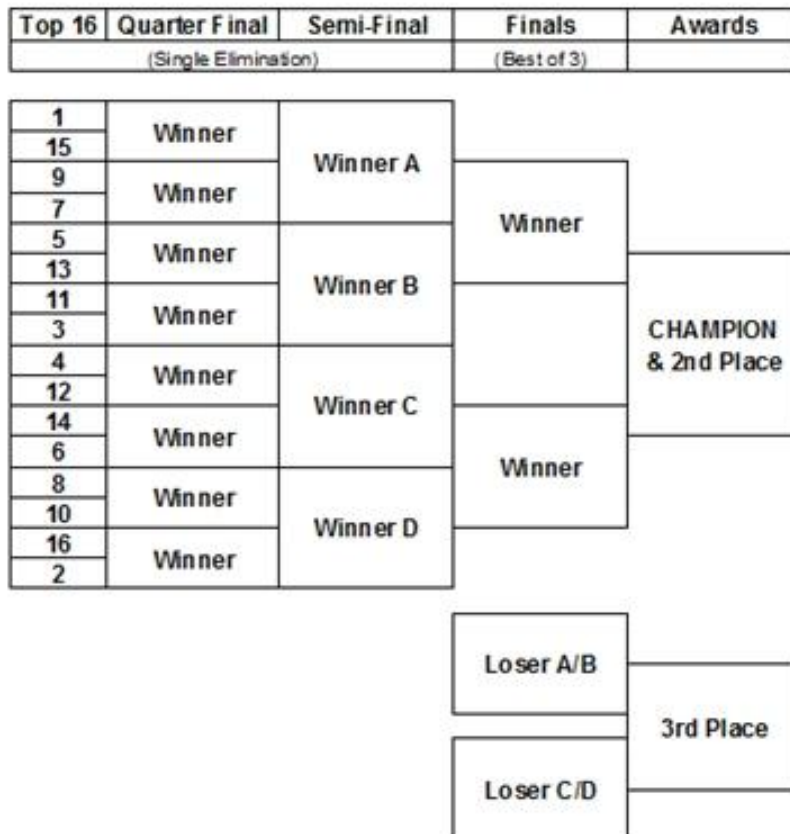 Top 16 Quarter Final Semi-Final Finals Awards
(Single Elimination) (Best of 3)
1
15
Winner
9
7
Winner
Winner A
5
13
Winner
11
3
Winner
Winner B
Winner
4
12
Winner
14
6
Winner
Winner C
8
10
Winner
16
2
Winner
Winner D
Winner
CHAMPION
& 2nd Place
Loser A/B
Loser C/D
3rd Place